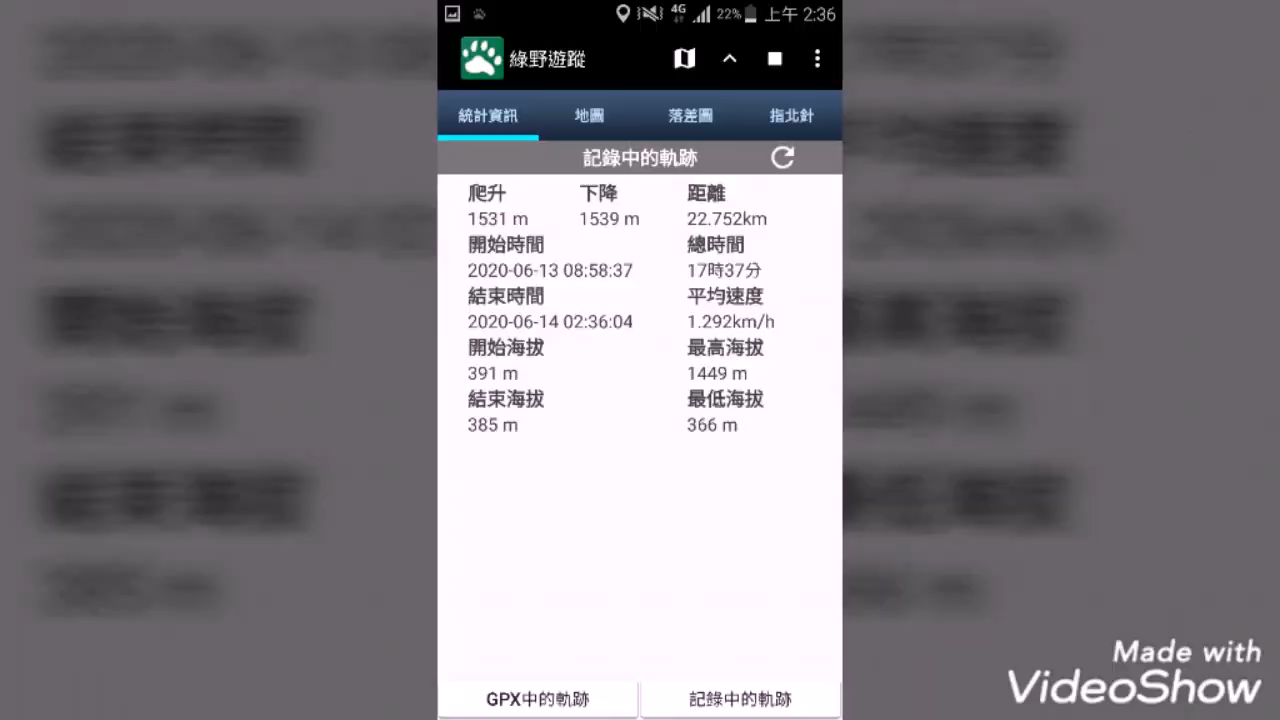 4G 22% 上午 2:36
綠野遊蹤
統計資訊 地圖 落差圖 指北針
記錄中的軌跡
爬升 下降 距離
1531 m 1539 m 22.752km
開始時間 總時間
2020-06-13 08:58:37 17時37分
結束時間 平均速度
2020-06-14 02:36:04 1.292km/h
開始海拔 最高海拔
391 m 1449 m
結束海拔 最低海拔
385 m 366 m
GPX中的軌跡 記錄中的軌跡
Made with
VideoShow